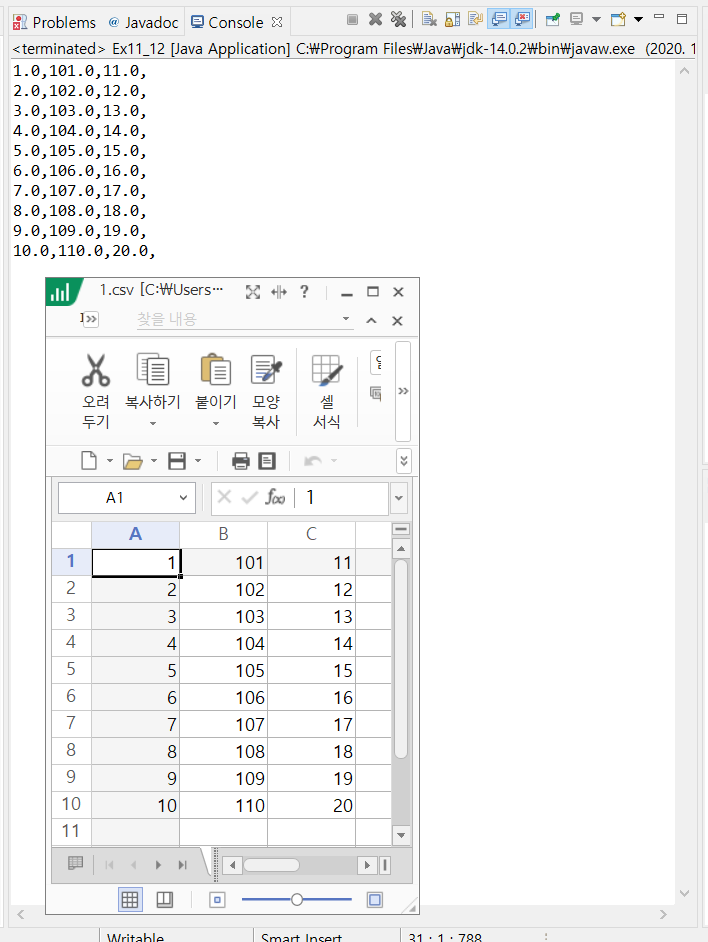 Problems @ Javadoc Console
<terminated> Ex11_12 [Java Application] C:₩Program Files₩Java₩jdk-14.0.2₩bin₩javaw.exe (2020. 1
1.0,101.0,11.0,
2.0,102.0,12.0,
3.0,103.0,13.0,
4.0,104.0,14.0,
5.0,105.0,15.0,
6.0,106.0,16.0,
7.0,107.0,17.0,
8.0,108.0,18.0,
9.0,109.0,19.0,
10.0,110.0,20.0,
1.csv [C:₩Users… ?
찾을 내용
오려 복사하기 붙이기 모양 셀
두기 복사 서식
A1 1
A B C
1 1 101 11
2 2 102 12
3 3 103 13
4 4 104 14
5 5 105 15
6 6 106 16
7 7 107 17
8 8 108 18
9 9 109 19
10 10 110 20
11
Writable Smart Insert 31 : 1 : 788